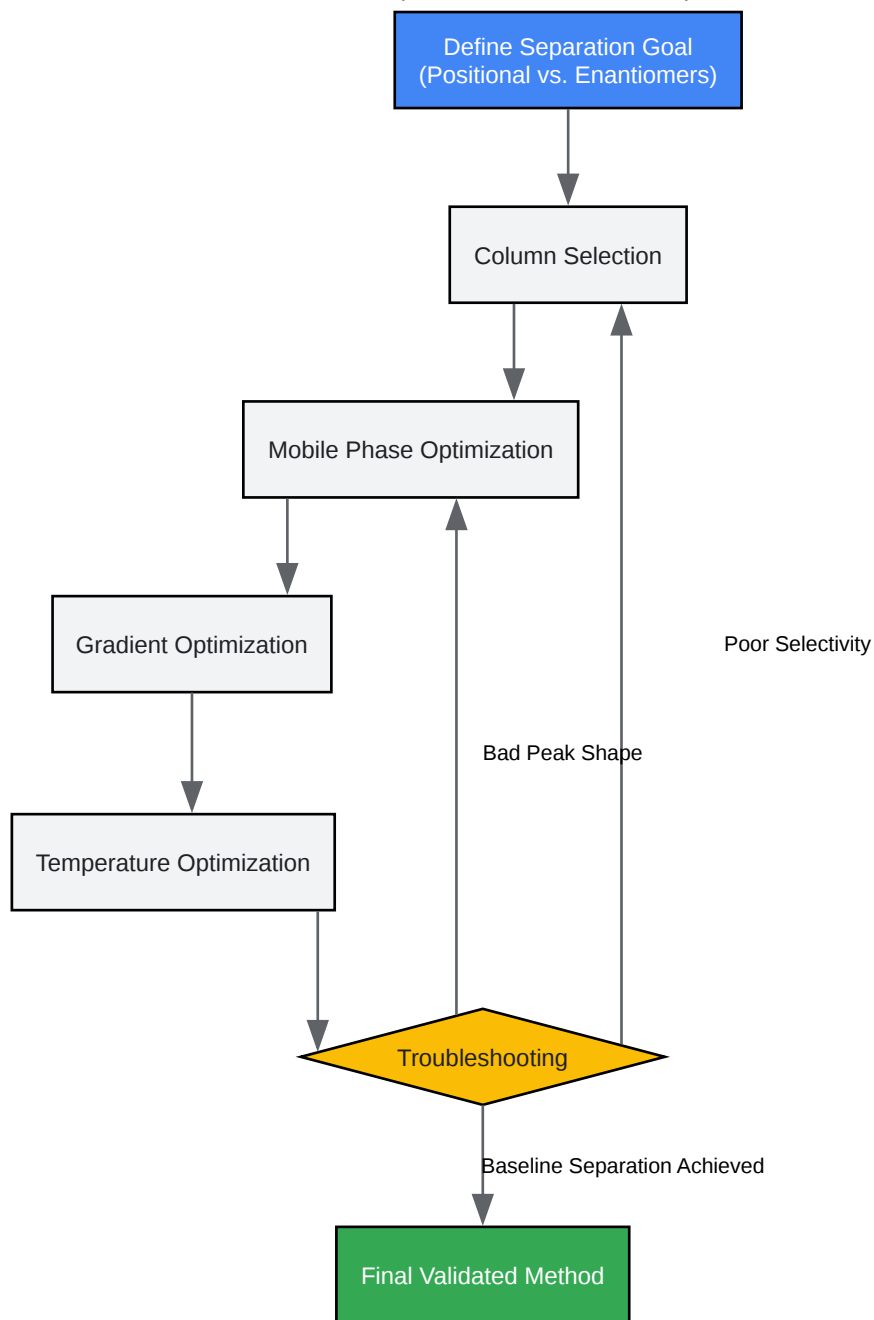 Define Separation Goal
(Positional vs. Enantiomers)
Column Selection
Mobile Phase Optimization
Gradient Optimization
Poor Selectivity
Bad Peak Shape
Temperature Optimization
Troubleshooting
Baseline Separation Achieved
Final Validated Method